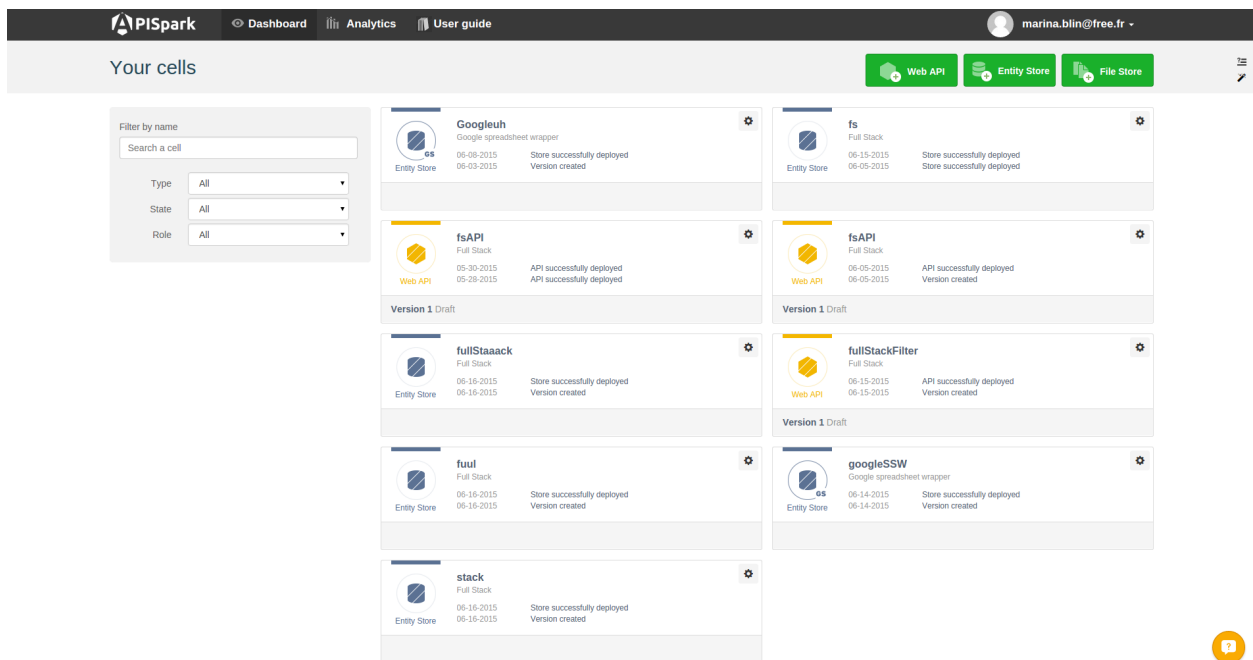 APISpark Dashboard Analytics User guide marina.blin@free.fr
Your cells Web API Entity Store File Store
Filter by name
Search a cell
Type All
State All
Role All
Googleuh
Google spreadsheet wrapper
06-08-2015 Store successfully deployed
06-03-2015 Version created
GS
Entity Store
fs
Full Stack
06-15-2015 Store successfully deployed
06-05-2015 Store successfully deployed
Entity Store
fsAPI
Full Stack
05-30-2015 API successfully deployed
05-28-2015 API successfully deployed
Web API
Version 1 Draft
fsAPI
Full Stack
06-05-2015 API successfully deployed
06-05-2015 Version created
Web API
Version 1 Draft
fullStaaack
Full Stack
06-16-2015 Store successfully deployed
06-16-2015 Version created
Entity Store
fullStackFilter
Full Stack
06-15-2015 API successfully deployed
06-15-2015 Version created
Web API
Version 1 Draft
fuul
Full Stack
06-16-2015 Store successfully deployed
06-16-2015 Version created
Entity Store
googleSSW
Google spreadsheet wrapper
06-14-2015 Store successfully deployed
06-14-2015 Version created
GS
Entity Store
stack
Full Stack
06-16-2015 Store successfully deployed
06-16-2015 Version created
Entity Store
?